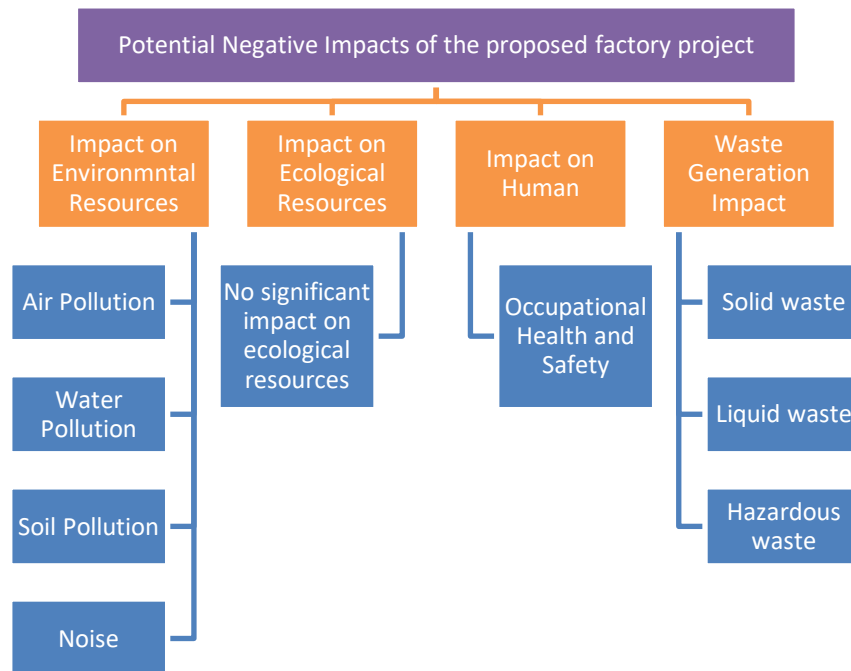 Potential Negative Impacts of the proposed factory project
Impact on
Environmntal
Resources
Impact on
Ecological
Resources
Impact on
Human
Waste
Generation
Impact
Air Pollution
Water
Pollution
Soil Pollution
Noise
No significant
impact on
ecological
resources
Occupational
Health and
Safety
Solid waste
Liquid waste
Hazardous
waste